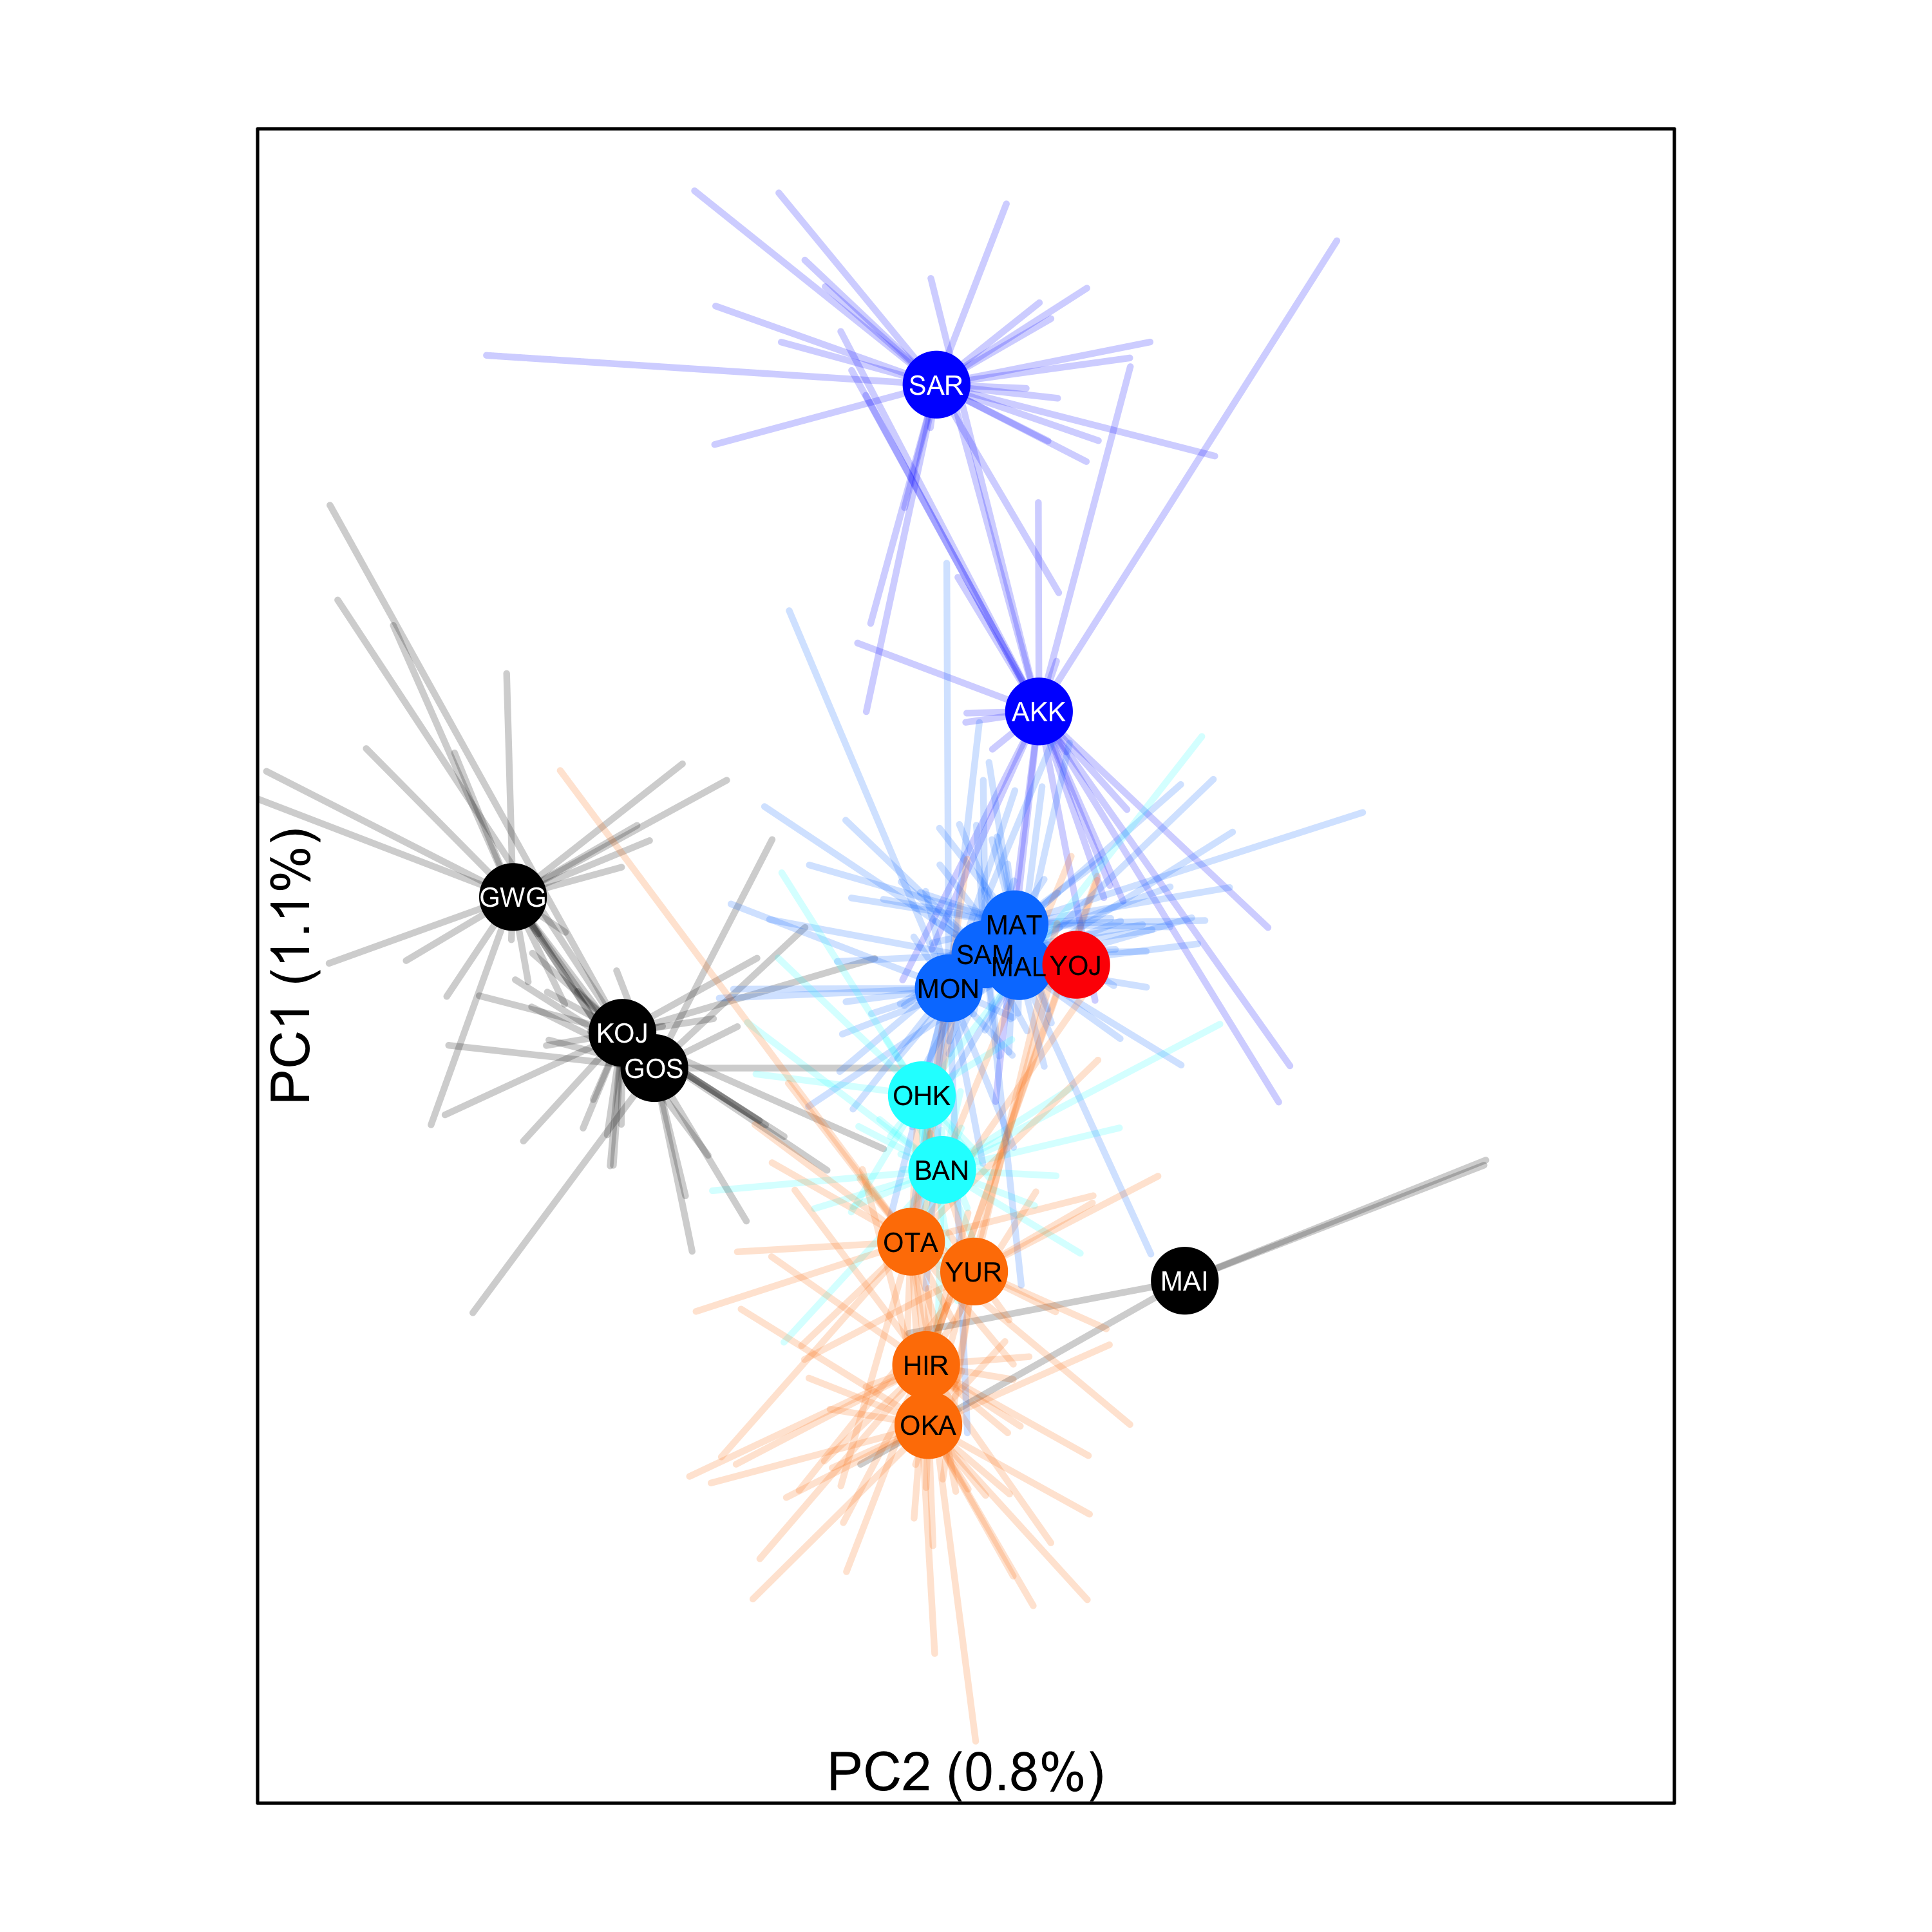 SAR
AKK
GWG
MAT
SAM
MAL
YOJ
MON
KOJ
GOS
OHK
BAN
OTA
YUR
MAI
HIR
OKA
PC1 (1.1%)
PC2 (0.8%)